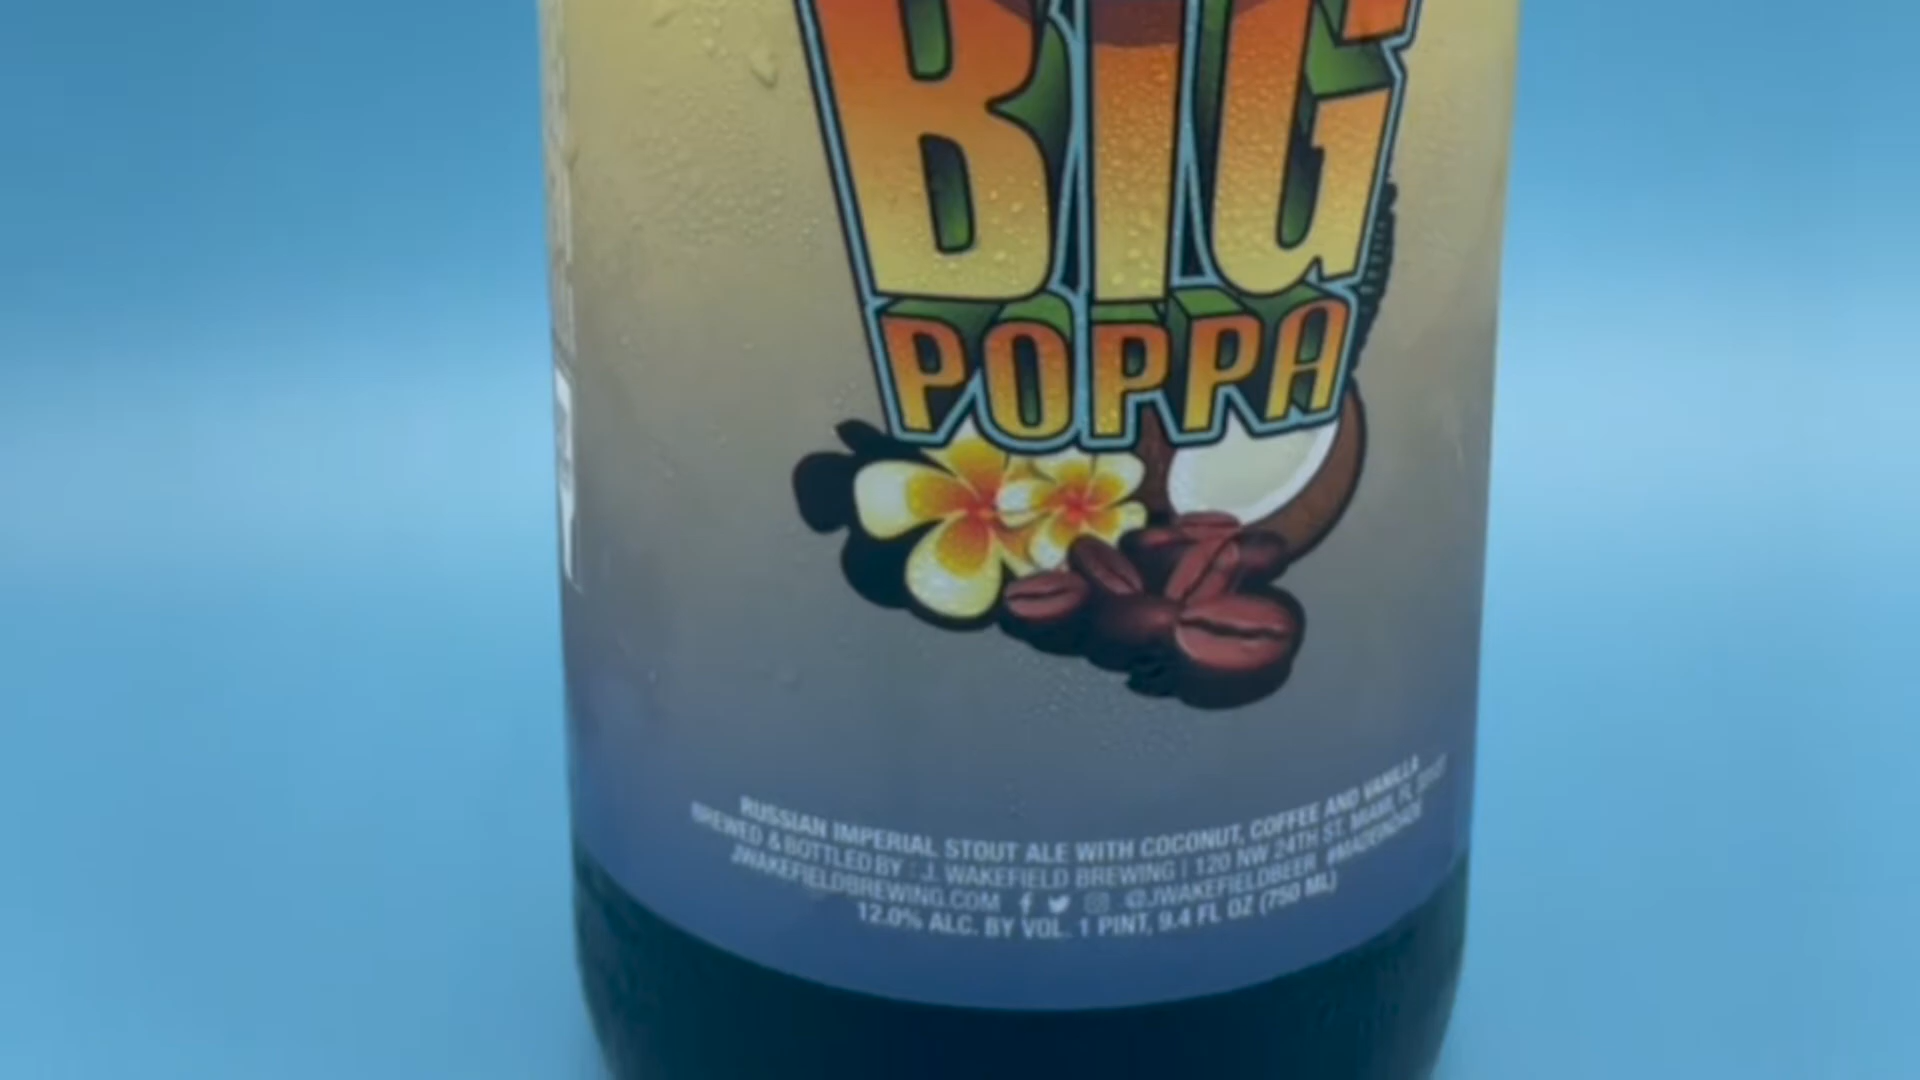 BIG
POPPA
RUSSIAN IMPERIAL STOUT ALE WITH COCONUT, COFFEE AND VANILLA
BREWED & BOTTLED BY : J. WAKEFIELD BREWING | 120 NW 24TH ST. MIAMI, FL
JWAKEFIELDBREWING.COM @JWAKEFIELDBEER #MADEINDADE
12.0% ALC. BY VOL. 1 PINT, 9.4 FL OZ (750 ML)